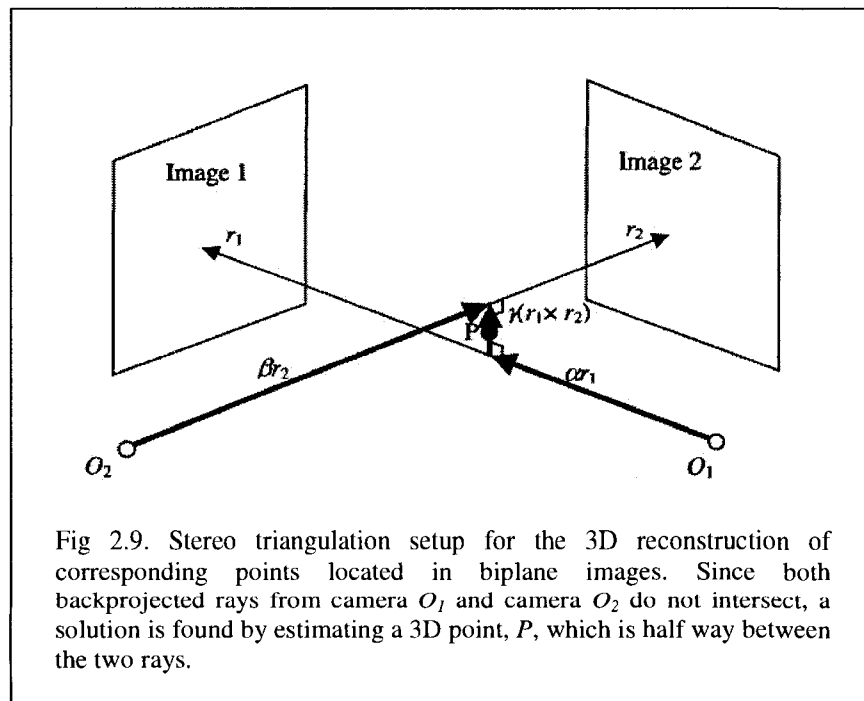 Image 1
Image 2
r1
r2
γ(r1× r2)
P
βr2
αr1
O2
O1
Fig 2.9. Stereo triangulation setup for the 3D reconstruction of
corresponding points located in biplane images. Since both
backprojected rays from camera O1 and camera O2 do not intersect, a
solution is found by estimating a 3D point, P, which is half way between
the two rays.